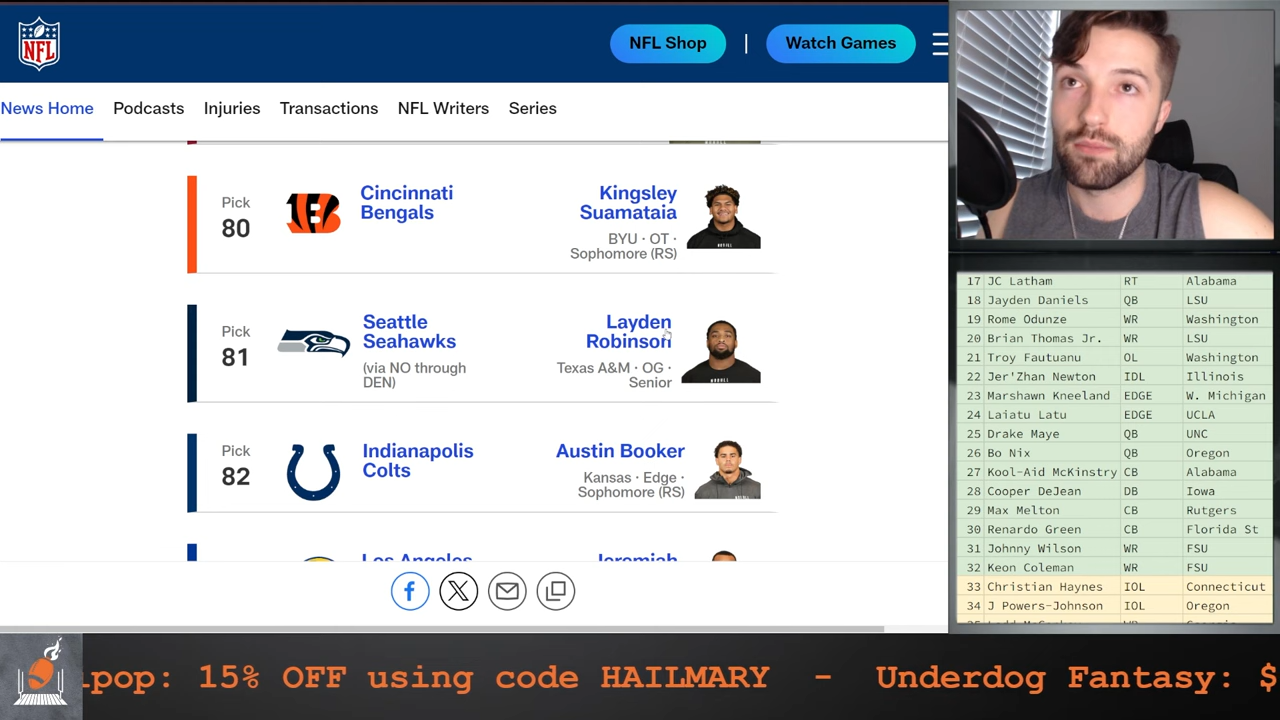 NFL
NFL Shop | Watch Games
News Home Podcasts Injuries Transactions NFL Writers Series
Pick
80
Cincinnati
Bengals
Kingsley
Suamataia
BYU · OT ·
Sophomore (RS)
Pick
81
Seattle
Seahawks
(via NO through
DEN)
Layden
Robinson
Texas A&M · OG ·
Senior
Pick
82
Indianapolis
Colts
Austin Booker
Kansas · Edge ·
Sophomore (RS)
Los Angeles
Jeremiah
17 JC Latham RT Alabama
18 Jayden Daniels QB LSU
19 Rome Odunze WR Washington
20 Brian Thomas Jr. WR LSU
21 Troy Fautuanu OL Washington
22 Jer'Zhan Newton IDL Illinois
23 Marshawn Kneeland EDGE W. Michigan
24 Laiatu Latu EDGE UCLA
25 Drake Maye QB UNC
26 Bo Nix QB Oregon
27 Kool-Aid McKinstry CB Alabama
28 Cooper DeJean DB Iowa
29 Max Melton CB Rutgers
30 Renardo Green CB Florida St
31 Johnny Wilson WR FSU
32 Keon Coleman WR FSU
33 Christian Haynes IOL Connecticut
34 J Powers-Johnson IOL Oregon
lpop: 15% OFF using code HAILMARY - Underdog Fantasy: $